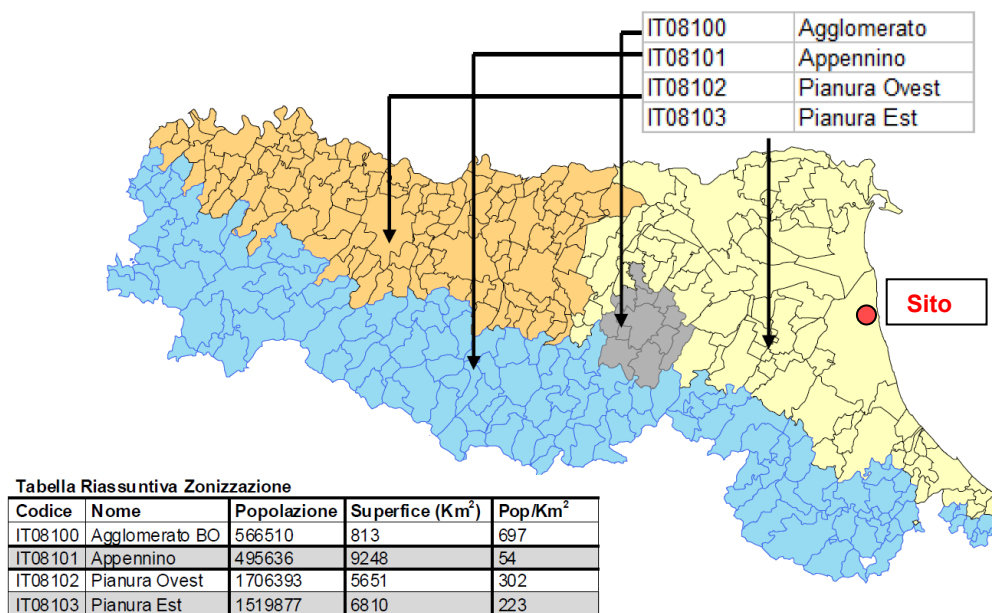 IT08100 Agglomerato
IT08101 Appennino
IT08102 Pianura Ovest
IT08103 Pianura Est
Sito
Tabella Riassuntiva Zonizzazione
Codice Nome Popolazione Superfice (Km²) Pop/Km²
IT08100 Agglomerato BO 566510 813 697
IT08101 Appennino 495636 9248 54
IT08102 Pianura Ovest 1706393 5651 302
IT08103 Pianura Est 1519877 6810 223